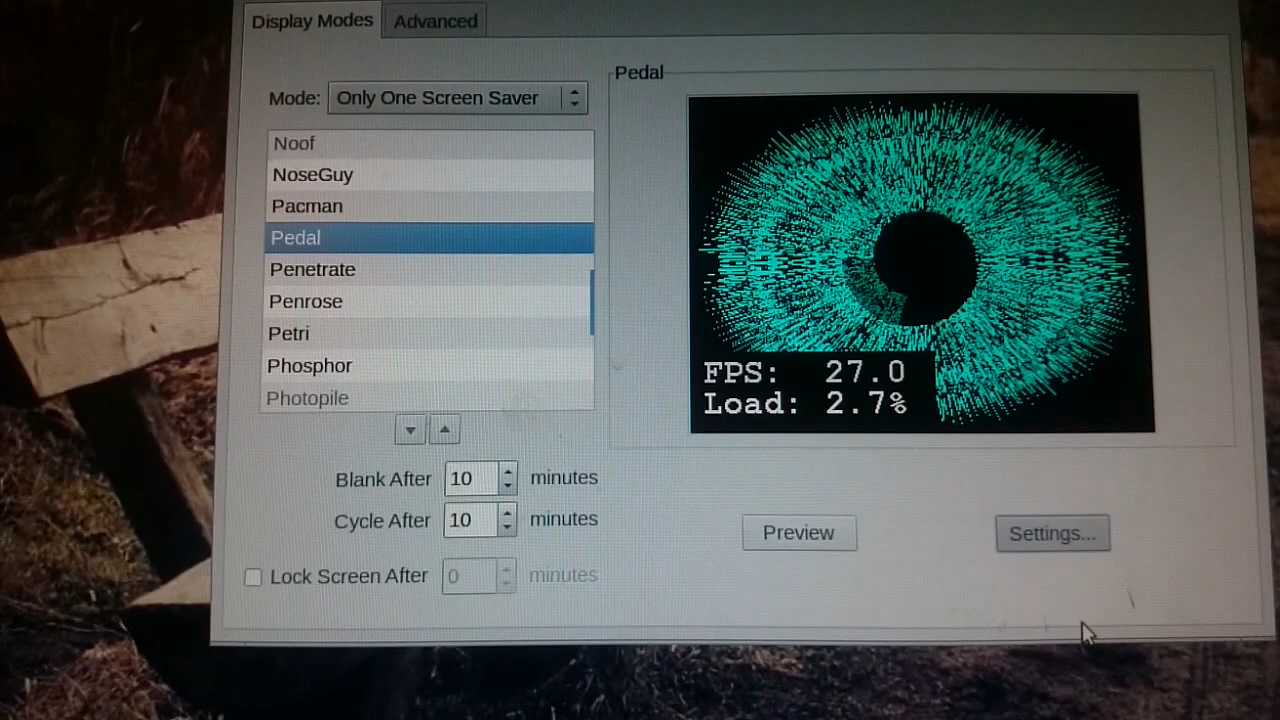 Display Modes Advanced
Mode: Only One Screen Saver
Noof
NoseGuy
Pacman
Pedal
Penetrate
Penrose
Petri
Phosphor
Photopile
Blank After 10 minutes
Cycle After 10 minutes
Lock Screen After 0 minutes
Pedal
FPS: 27.0
Load: 2.7%
Preview Settings...